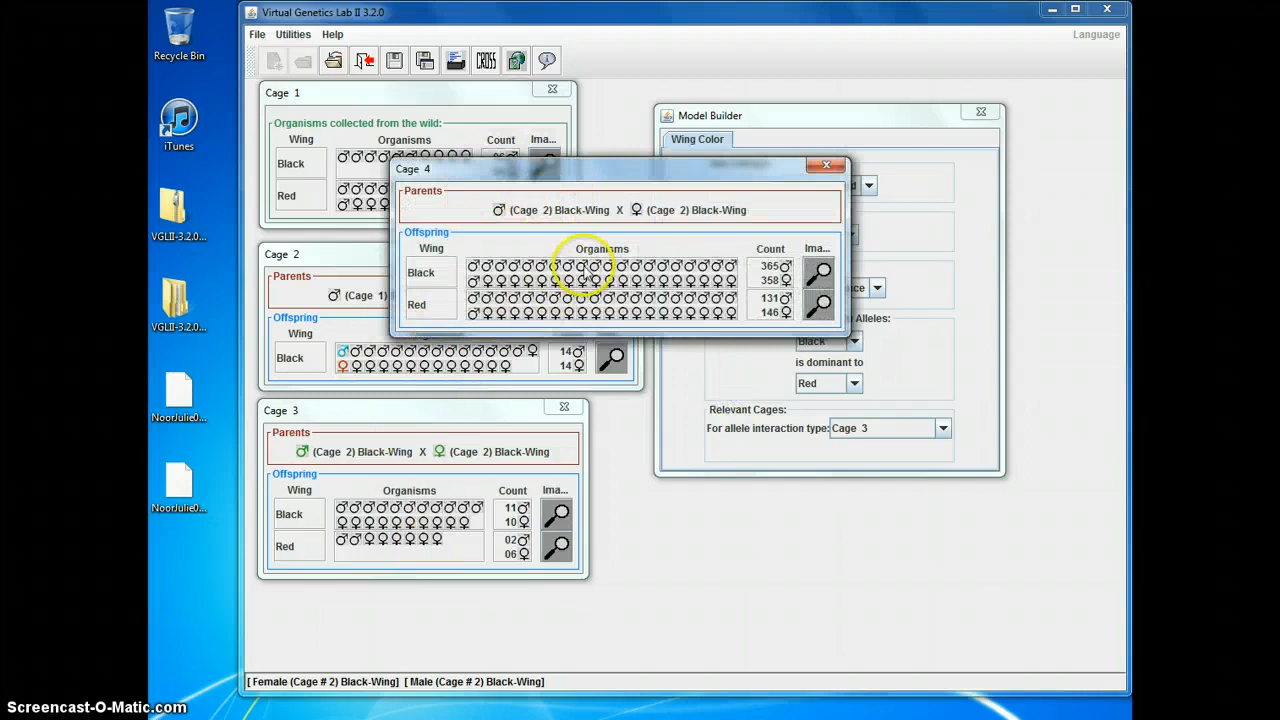 Virtual Genetics Lab II 3.2.0
File Utilities Help
Language
CROSS
Recycle Bin
iTunes
VGLII-3.2.0...
VGLII-3.2.0...
NoorJulie0...
NoorJulie0...
Cage 1
Organisms collected from the wild:
Wing Organisms Count Ima...
Black
Red
Cage 2
Parents
(Cage 1)
Offspring
Wing
Black 14♂
14♀
Cage 3
Parents
♂ (Cage 2) Black-Wing X ♀ (Cage 2) Black-Wing
Offspring
Wing Organisms Count Ima...
Black 11♂
10♀
Red 02♂
06♀
Cage 4
Parents
♂ (Cage 2) Black-Wing X ♀ (Cage 2) Black-Wing
Offspring
Wing Organisms Count Ima...
Black 365♂
358♀
Red 131♂
146♀
Model Builder
Wing Color
Alleles:
Black
is dominant to
Red
Relevant Cages:
For allele interaction type: Cage 3
[ Female (Cage # 2) Black-Wing] [ Male (Cage # 2) Black-Wing]
Screencast-O-Matic.com